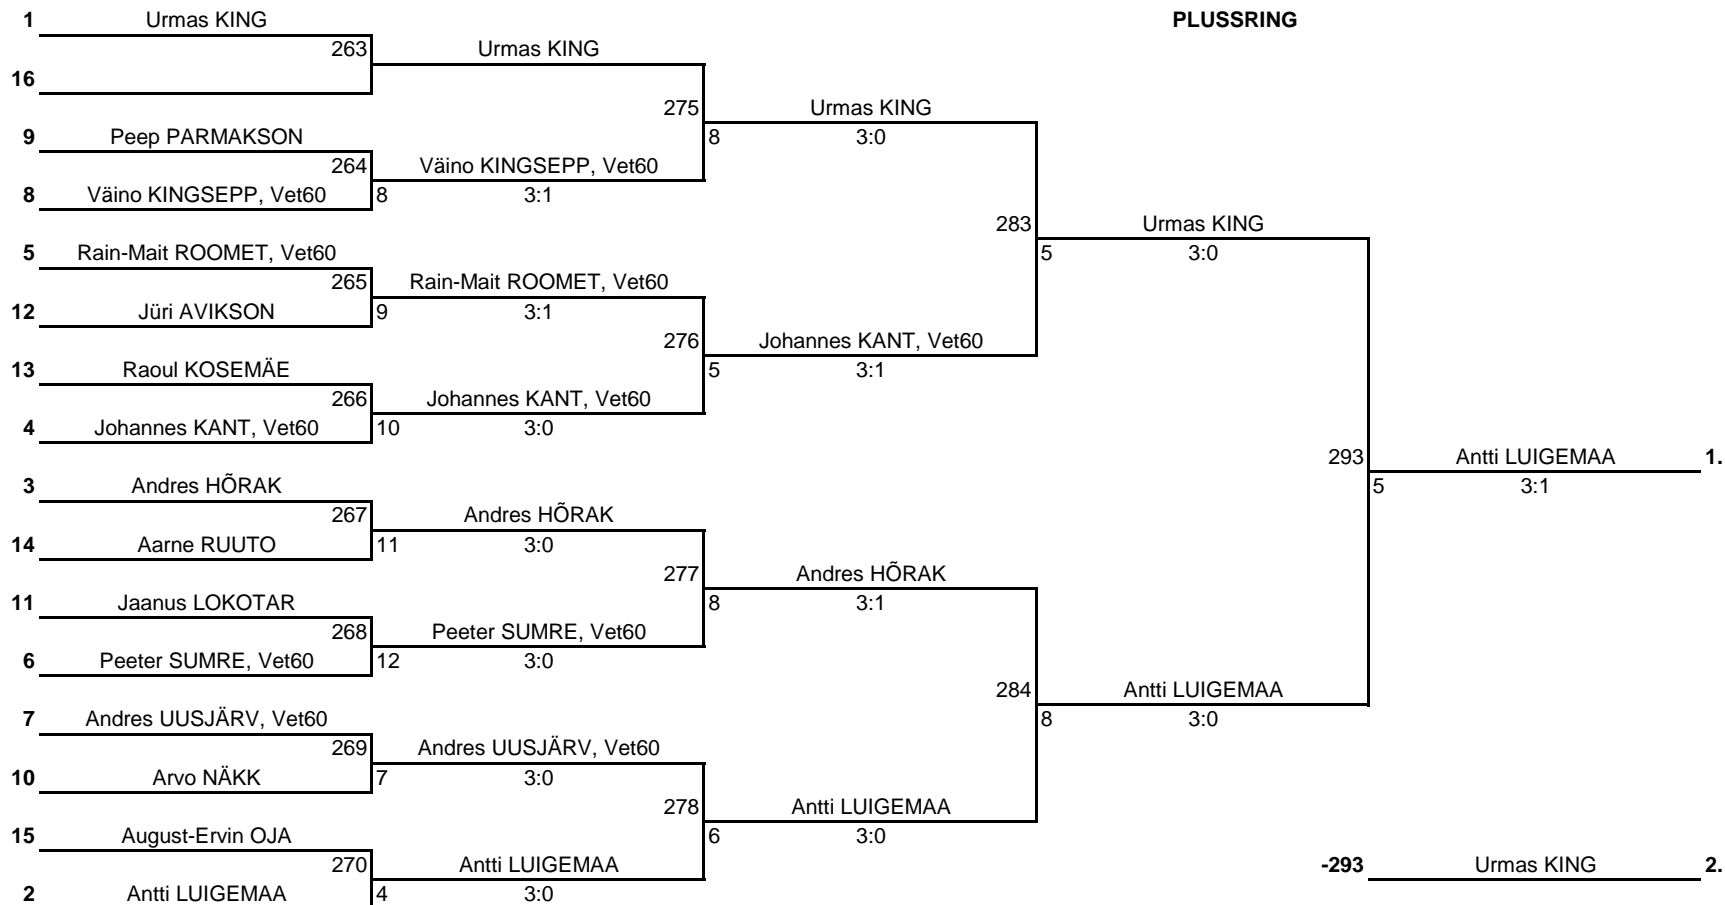 1 Urmas KING PLUSSRING
263 Urmas KING
16
275 Urmas KING
9 Peep PARMAKSON 8 3:0
264 Väino KINGSEPP, Vet60
8 Väino KINGSEPP, Vet60 8 3:1
283 Urmas KING
5 Rain-Mait ROOMET, Vet60 5 3:0
265 Rain-Mait ROOMET, Vet60
12 Jüri AVIKSON 9 3:1
276 Johannes KANT, Vet60
13 Raoul KOSEMÄE 5 3:1
266 Johannes KANT, Vet60
4 Johannes KANT, Vet60 10 3:0
293 Antti LUIGEMAA 1.
3 Andres HÕRAK 5 3:1
267 Andres HÕRAK
14 Aarne RUUTO 11 3:0
277 Andres HÕRAK
11 Jaanus LOKOTAR 8 3:1
268 Peeter SUMRE, Vet60
6 Peeter SUMRE, Vet60 12 3:0
284 Antti LUIGEMAA
7 Andres UUSJÄRV, Vet60 8 3:0
269 Andres UUSJÄRV, Vet60
10 Arvo NÄKK 7 3:0
278 Antti LUIGEMAA
15 August-Ervin OJA 6 3:0
270 Antti LUIGEMAA -293 Urmas KING 2.
2 Antti LUIGEMAA 4 3:0